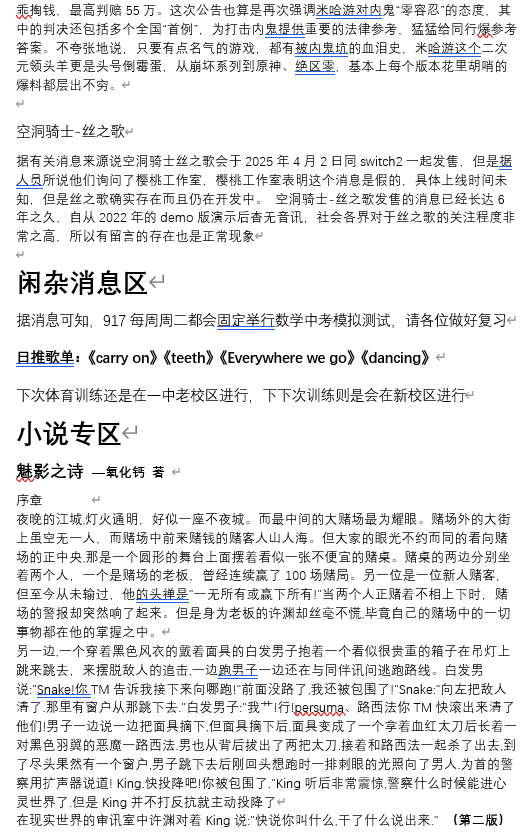 乖掏钱，最高判赔 55 万。这次公告也算是再次强调米哈游对内鬼“零容忍”的态度，其
中的判决还包括多个全国“首例”，为打击内鬼提供重要的法律参考，猛猛给同行爆参考
答案。不夸张地说，只要有点名气的游戏，都有被内鬼坑的血泪史，米哈游这个二次
元领头羊更是头号倒霉蛋，从崩坏系列到原神、绝区零，基本上每个版本花里胡哨的
爆料都层出不穷。
空洞骑士-丝之歌
据有关消息来源说空洞骑士丝之歌会于 2025 年 4 月 2 日同 switch2 一起发售，但是据
人员所说他们询问了樱桃工作室，樱桃工作室表明这个消息是假的，具体上线时间未
知，但是丝之歌确实存在而且仍在开发中。 空洞骑士-丝之歌发售的消息已经长达 6
年之久，自从 2022 年的 demo 版演示后杳无音讯，社会各界对于丝之歌的关注程度非
常之高，所以有留言的存在也是正常现象
闲杂消息区
据消息可知，917 每周周二都会固定举行数学中考模拟测试，请各位做好复习
日推歌单：《carry on》《teeth》《Everywhere we go》《dancing》
下次体育训练还是在一中老校区进行，下下次训练则是会在新校区进行
小说专区
魅影之诗 —氧化钙 著
序章
夜晚的江城,灯火通明，好似一座不夜城。而最中间的大赌场最为耀眼。赌场外的大街
上虽空无一人，而赌场中前来赌钱的赌客人山人海。但大家的眼光不约而同的看向赌
场的正中央,那是一个圆形的舞台上面摆着看似一张不便宜的赌桌。赌桌的两边分别坐
着两个人，一个是赌场的老板，曾经连续赢了 100 场赌局。另一位是一位新人赌客，
但至今从未输过，他的头禅是“一无所有或赢下所有!”当两个人正赌着不相上下时，赌
场的警报却突然响了起来。但是身为老板的许渊却丝毫不慌,毕竟自己的赌场中的一切
事物都在他的掌握之中。
另一边,一个穿着黑色风衣的戴着面具的白发男子抱着一个看似很贵重的箱子在吊灯上
跳来跳去，来摆脱敌人的追击,一边跑男子一边还在与同伴讯问逃跑路线。白发男
说:”Snake!你 TM 告诉我接下来向哪跑!”前面没路了,我还被包围了!”Snake:”向左把敌人
清了,那里有窗户从那跳下去.”白发男子:”我艹!行!persuma、路西法你 TM 快滚出来清了
他们!男子一边说一边把面具摘下,但面具摘下后,面具变成了一个拿着血红太刀后长着一
对黑色羽翼的恶魔一路西法.男也从背后拔出了两把太刀.接着和路西法一起杀了出去,到
了尽头果然有一个窗户,男子跳下去后刚回头想跑时一排刺眼的光照向了男人.为首的警
察用扩声器说道! King.快投降吧!你被包围了.”King 听后非常震惊,警察什么时候能进心
灵世界了.但是 King 并不打反抗就主动投降了
在现实世界的审讯室中许渊对着 King 说:”快说你叫什么,干了什么说出来.” （第二版）